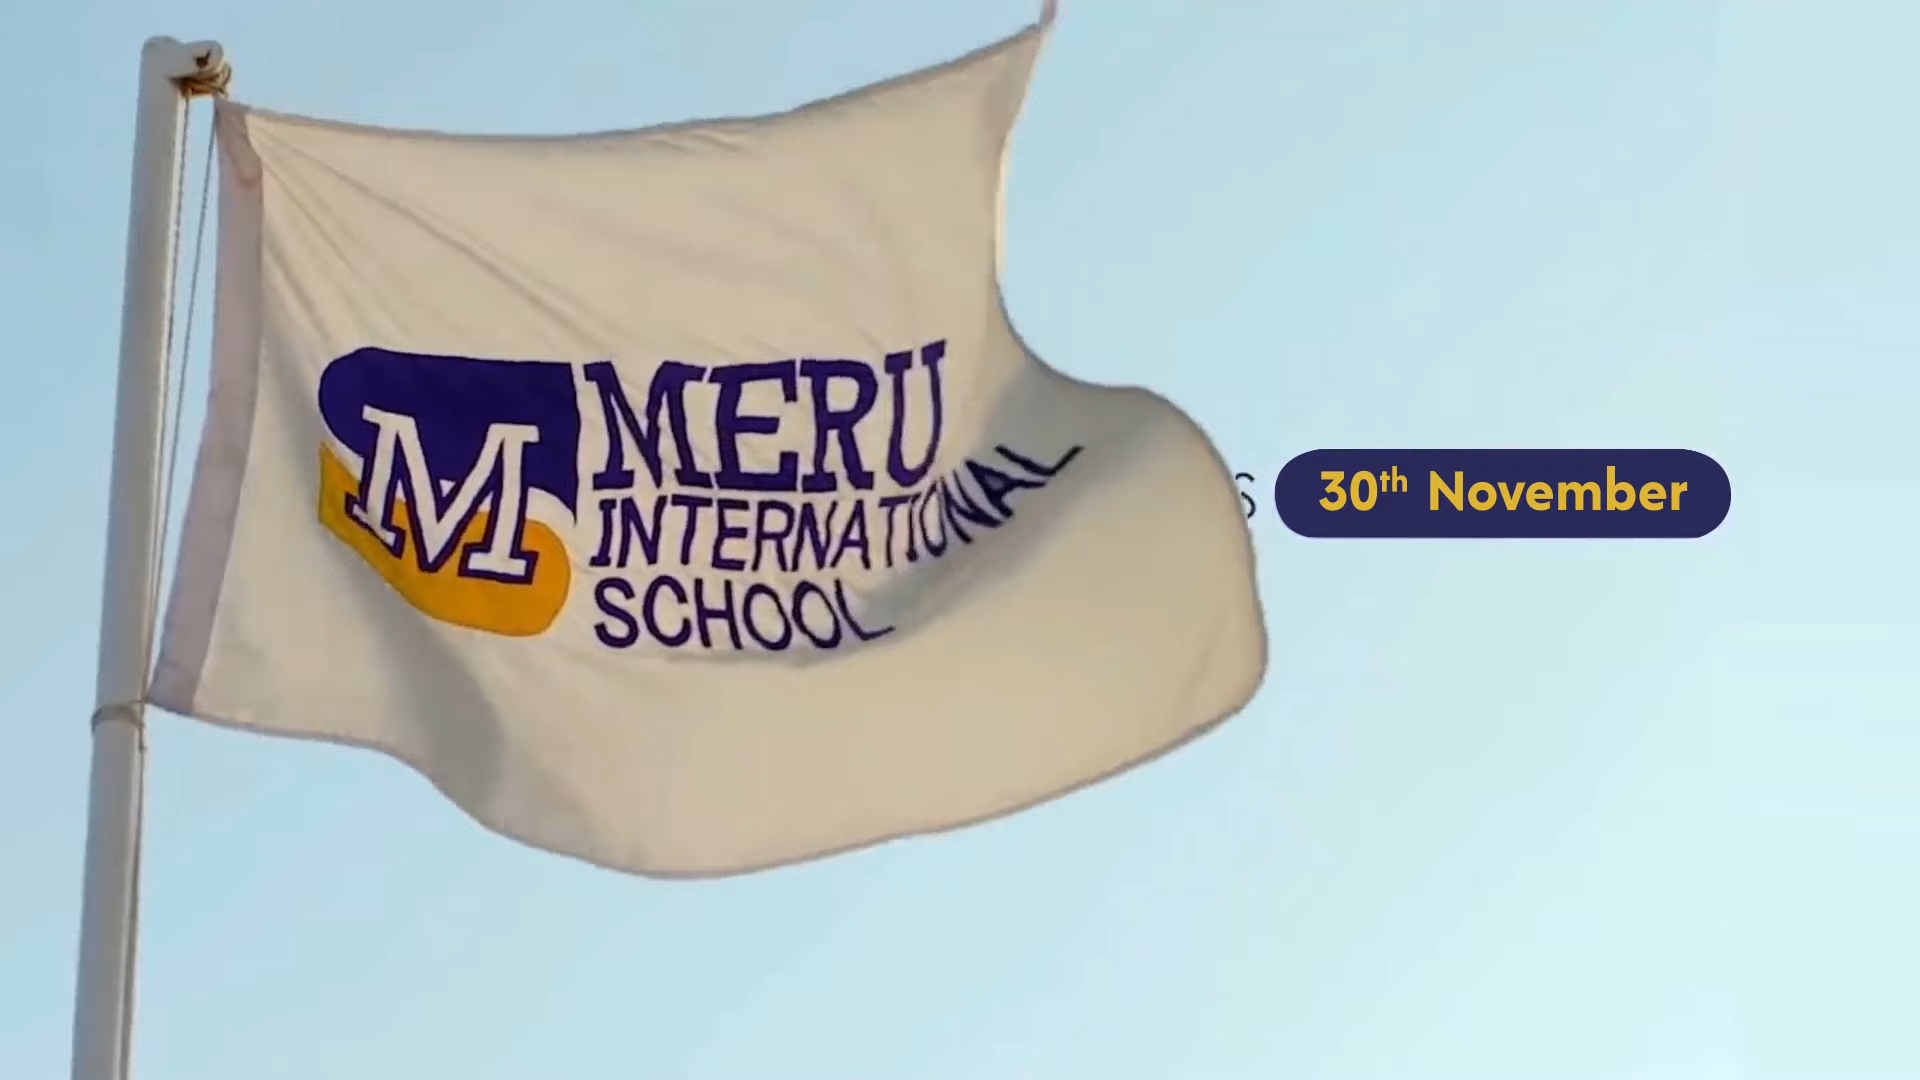 M
MERU
INTERNATIONAL
SCHOOL
30th November